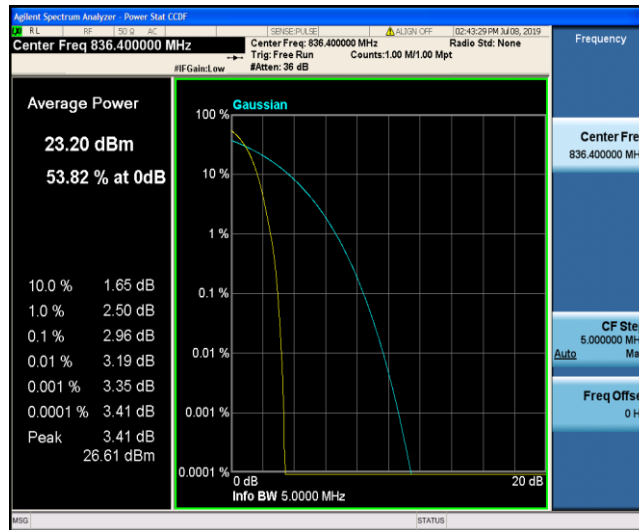 Agilent Spectrum Analyzer - Power Stat CCDF
RL RF 50 Ω AC SENSE:PULSE ALIGN OFF 02:43:29 PM Jul 08, 2019
Center Freq 836.400000 MHz
Center Freq: 836.400000 MHz Radio Std: None
Trig: Free Run Counts:1.00 M/1.00 Mpt
#IFGain:Low #Atten: 36 dB
Frequency
Average Power
23.20 dBm
53.82 % at 0dB
10.0 % 1.65 dB
1.0 % 2.50 dB
0.1 % 2.96 dB
0.01 % 3.19 dB
0.001 % 3.35 dB
0.0001 % 3.41 dB
Peak 3.41 dB
26.61 dBm
Gaussian
100 %
10 %
1 %
0.1 %
0.01 %
0.001 %
0.0001 %
0 dB 20 dB
Info BW 5.0000 MHz
Center Fre
836.400000 MH
CF Ste
5.000000 MH
Auto Ma
Freq Offse
0 H
MSG STATUS